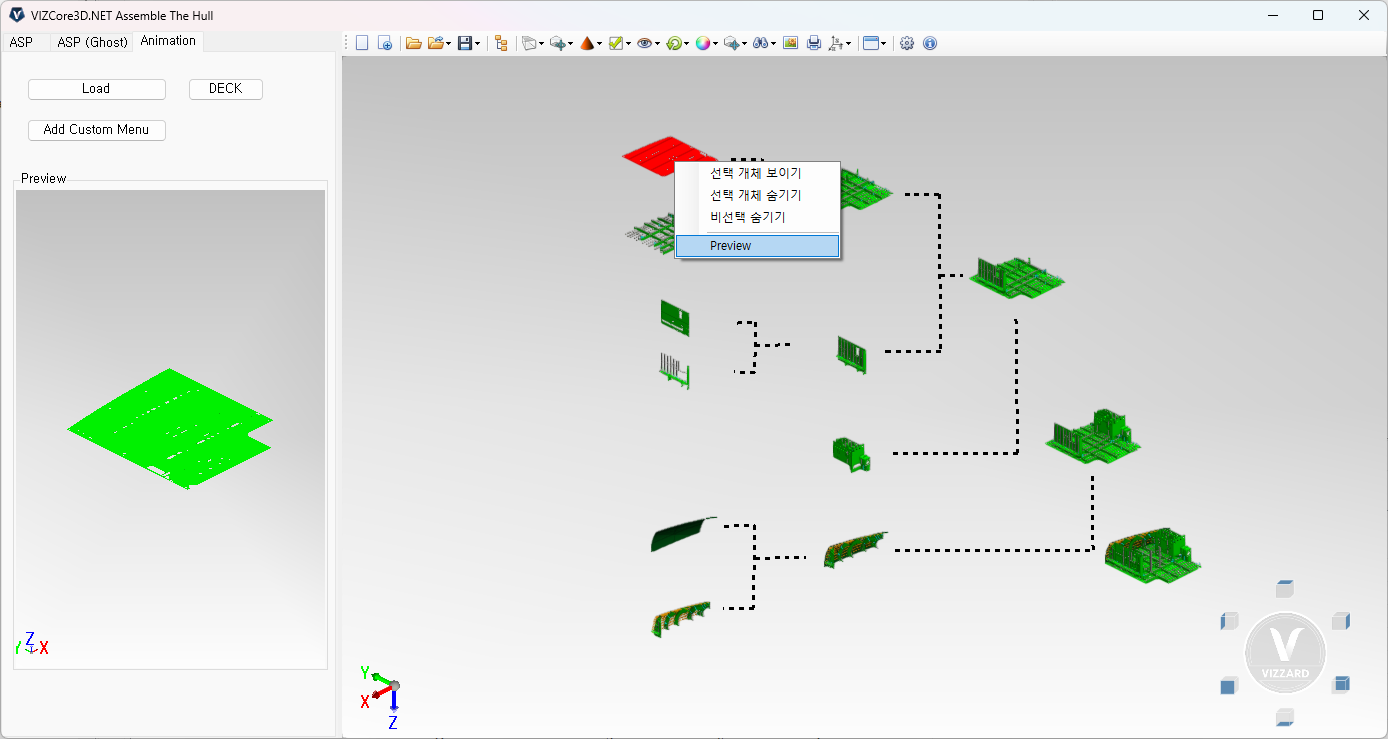 VIZCore3D.NET Assemble The Hull
ASP ASP (Ghost) Animation
Load DECK
Add Custom Menu
Preview
Z
Y X
선택 개체 보이기
선택 개체 숨기기
비선택 숨기기
Preview
Y
X
Z
VIZZARD